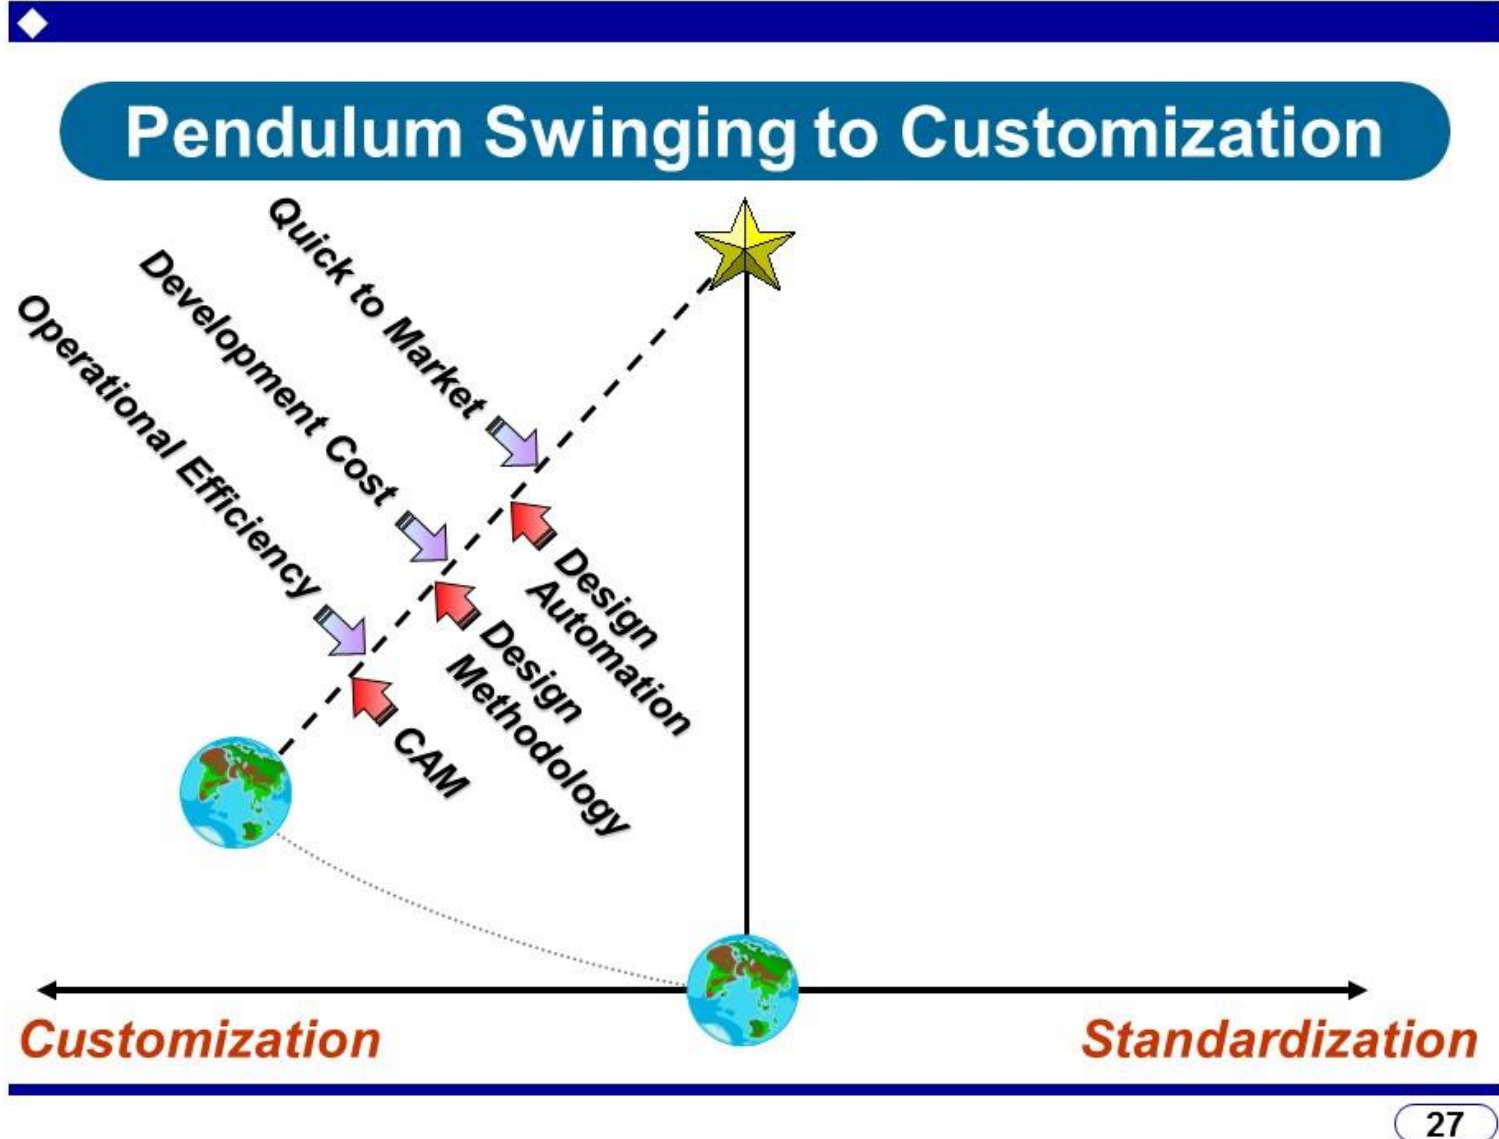 Pendulum Swinging to Customization
Quick to Market
Development Cost
Operational Efficiency
Design
Automation
Design
Methodology
CAM
Customization
Standardization
27